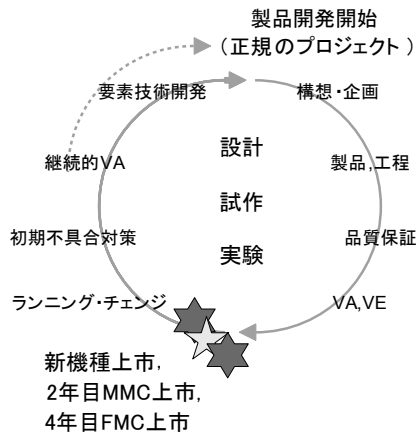 製品開発開始
(正規のプロジェクト)
要素技術開発
構想・企画
設計
継続的VA
製品,工程
試作
初期不具合対策
品質保証
実験
ランニング・チェンジ
VA,VE
新機種上市,
2年目MMC上市,
4年目FMC上市